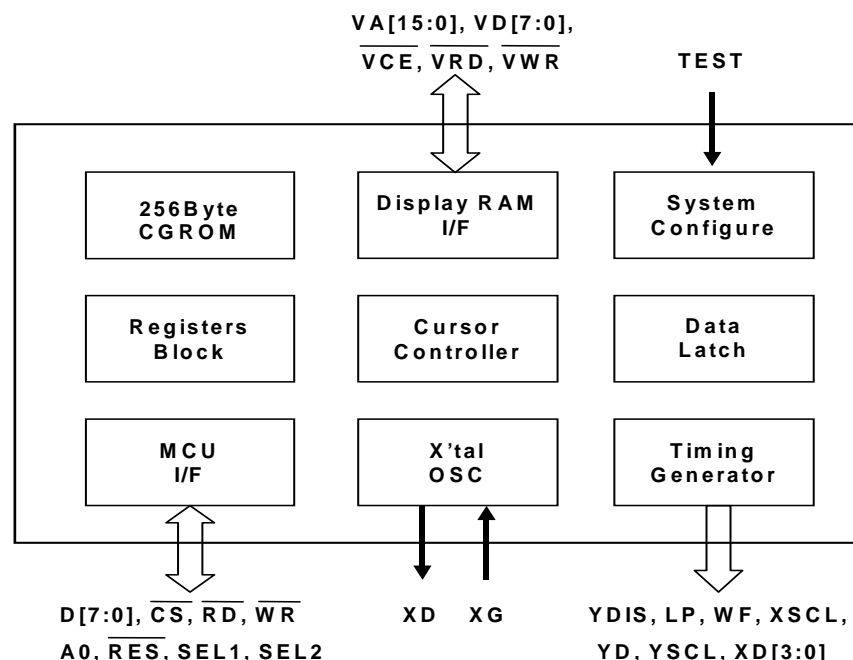 VA[15:0], VD[7:0],
VCE, VRD, VWR
TEST
256Byte
CGROM
Display RAM
I/F
System
Configure
Registers
Block
Cursor
Controller
Data
Latch
MCU
I/F
X'tal
OSC
Timing
Generator
D[7:0], CS, RD, WR
A0, RES, SEL1, SEL2
XD
XG
YDIS, LP, WF, XSCL,
YD, YSCL, XD[3:0]